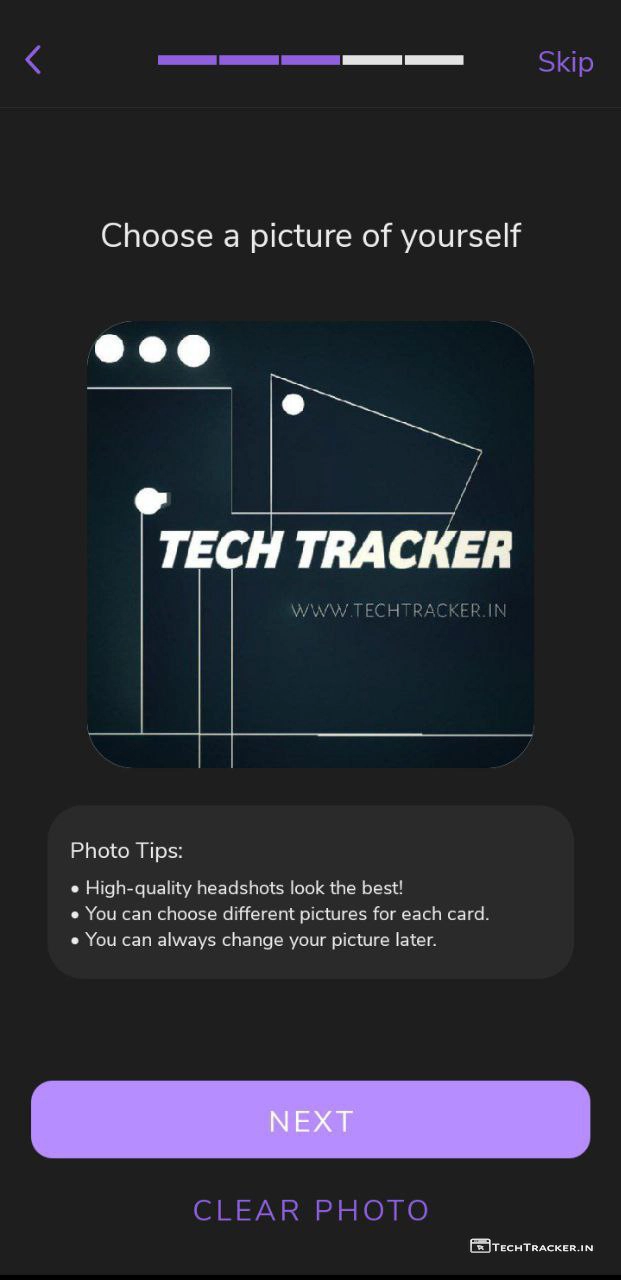 Skip
Choose a picture of yourself
TECH TRACKER
WWW.TECHTRACKER.IN
Photo Tips:
• High-quality headshots look the best!
• You can choose different pictures for each card.
• You can always change your picture later.
NEXT
CLEAR PHOTO
TECHTRACKER.IN